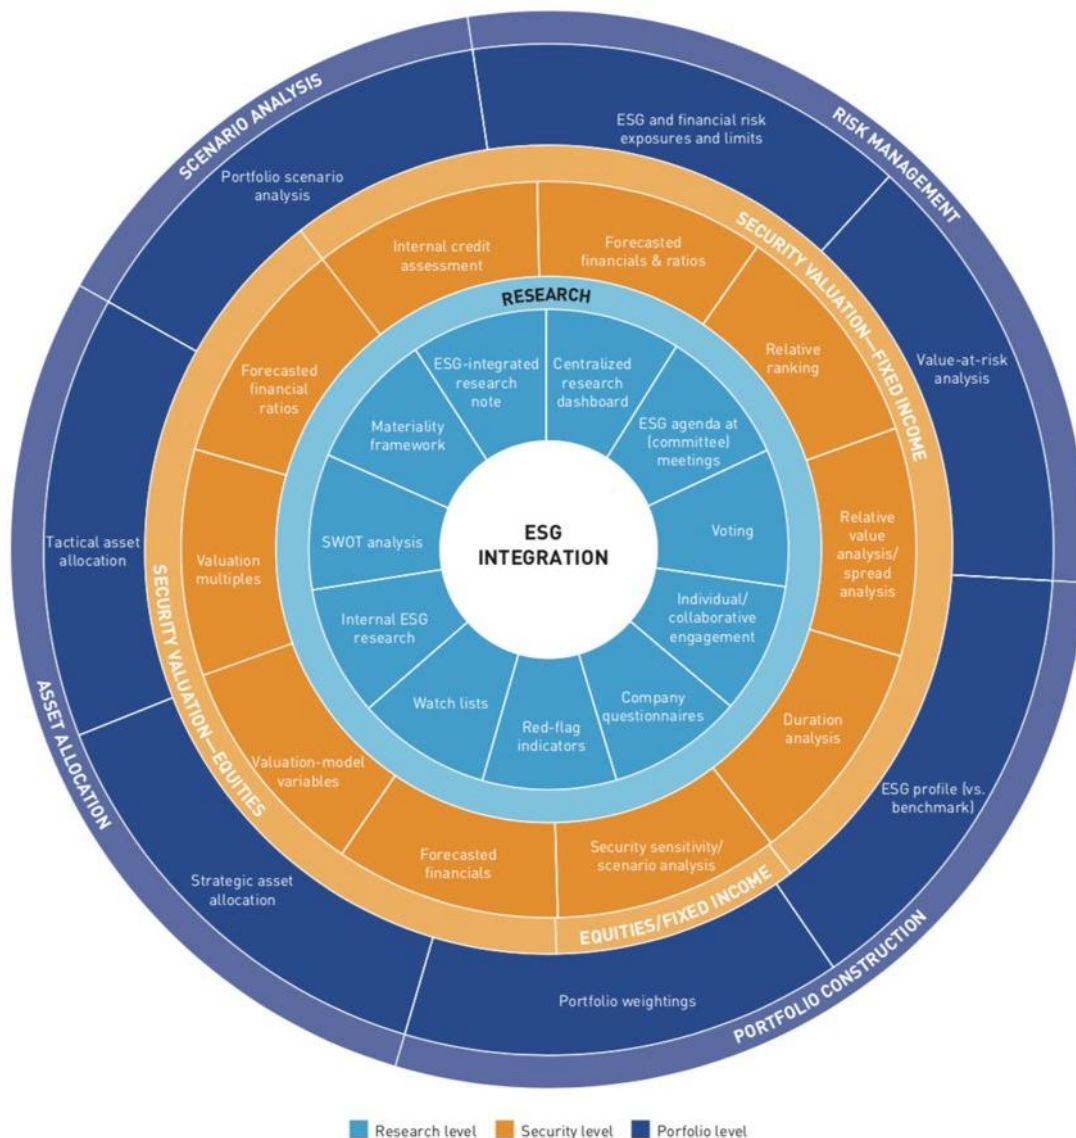 SCENARIO ANALYSIS
RISK MANAGEMENT
ESG and financial risk
exposures and limits
Portfolio scenario
analysis
SECURITY VALUATION—FIXED INCOME
Internal credit
assessment
Forecasted
financials & ratios
RESEARCH
Forecasted
financial
ratios
ESG-integrated
research
note
Centralized
research
dashboard
Relative
ranking
Value-at-risk
analysis
Materiality
framework
ESG agenda at
(committee)
meetings
Tactical asset
allocation
Valuation
multiples
SWOT analysis
ESG
INTEGRATION
Voting
Relative
value
analysis/
spread
analysis
Internal ESG
research
Individual/
collaborative
engagement
SECURITY VALUATION—EQUITIES
ASSET ALLOCATION
Watch lists
Red-flag
indicators
Company
questionnaires
Duration
analysis
Valuation-model
variables
ESG profile (vs.
benchmark)
Forecasted
financials
Security sensitivity/
scenario analysis
Strategic asset
allocation
EQUITIES/FIXED INCOME
PORTFOLIO CONSTRUCTION
Portfolio weightings
Research level
Security level
Porfolio level